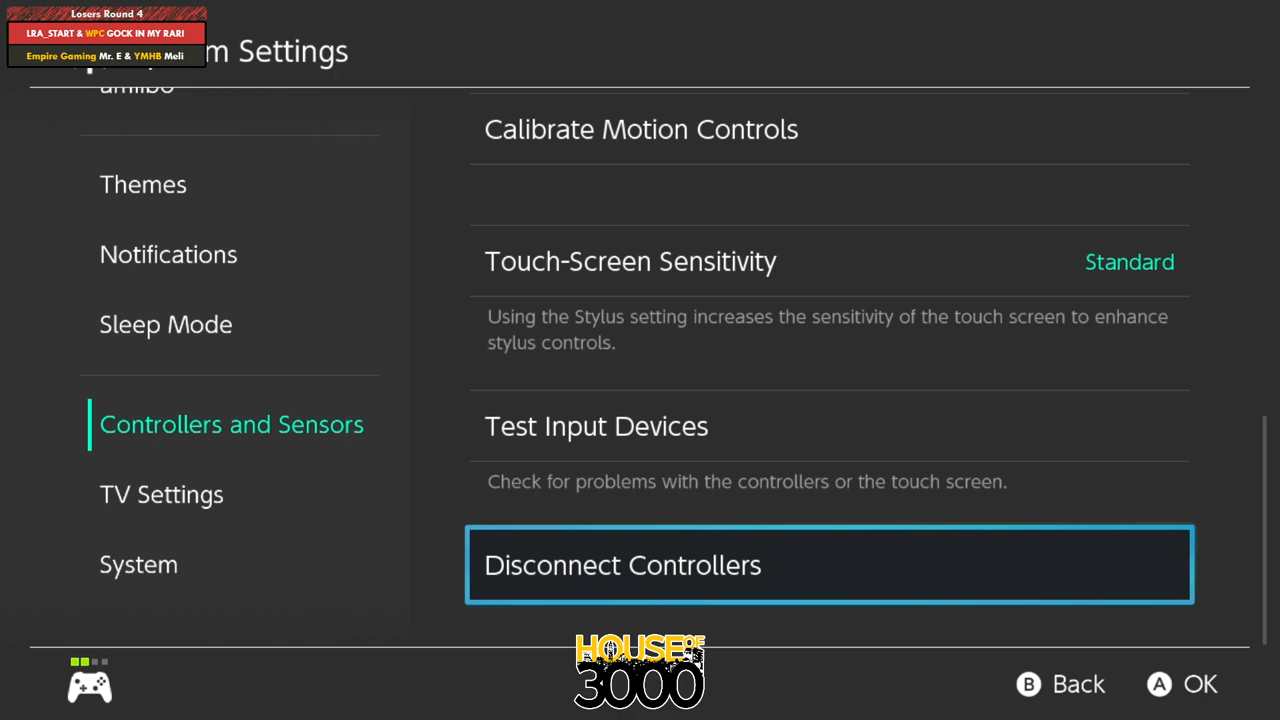 Losers Round 4
LRA_START & WPC GOCK IN MY RARI
Empire Gaming Mr. E & YMHB Meli
m Settings
amiibo
Themes
Notifications
Sleep Mode
Controllers and Sensors
TV Settings
System
Calibrate Motion Controls
Touch-Screen Sensitivity Standard
Using the Stylus setting increases the sensitivity of the touch screen to enhance
stylus controls.
Test Input Devices
Check for problems with the controllers or the touch screen.
Disconnect Controllers
HOUSE OF
3000
B Back A OK